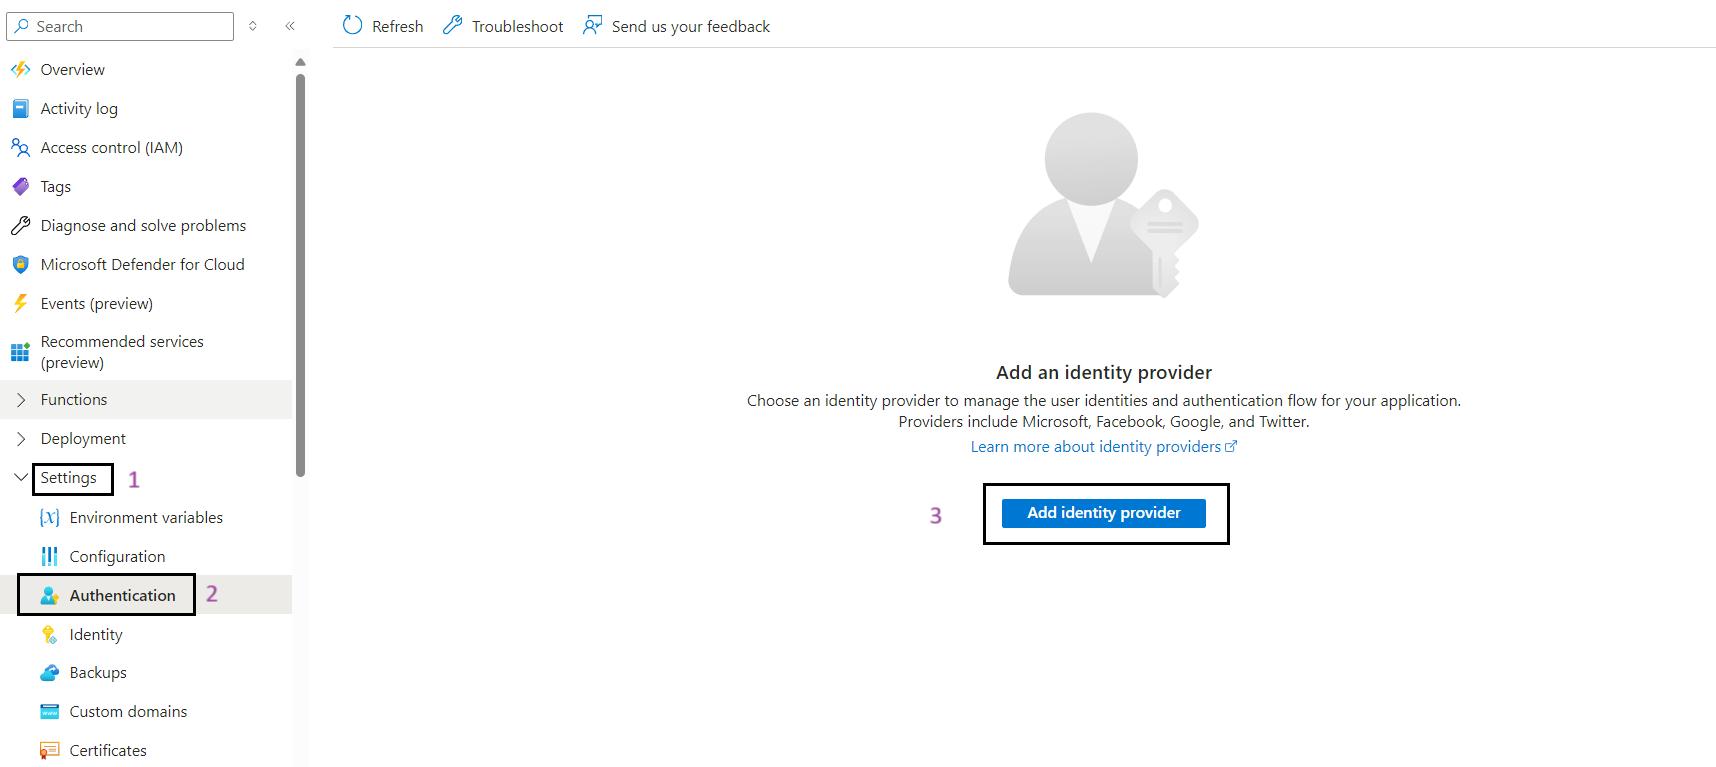 Search
Refresh
Troubleshoot
Send us your feedback
Overview
Activity log
Access control (IAM)
Tags
Diagnose and solve problems
Microsoft Defender for Cloud
Events (preview)
Recommended services
(preview)
Functions
Deployment
Settings 1
{x} Environment variables
Configuration
Authentication 2
Identity
Backups
www Custom domains
Certificates
Add an identity provider
Choose an identity provider to manage the user identities and authentication flow for your application.
Providers include Microsoft, Facebook, Google, and Twitter.
Learn more about identity providers
3 Add identity provider